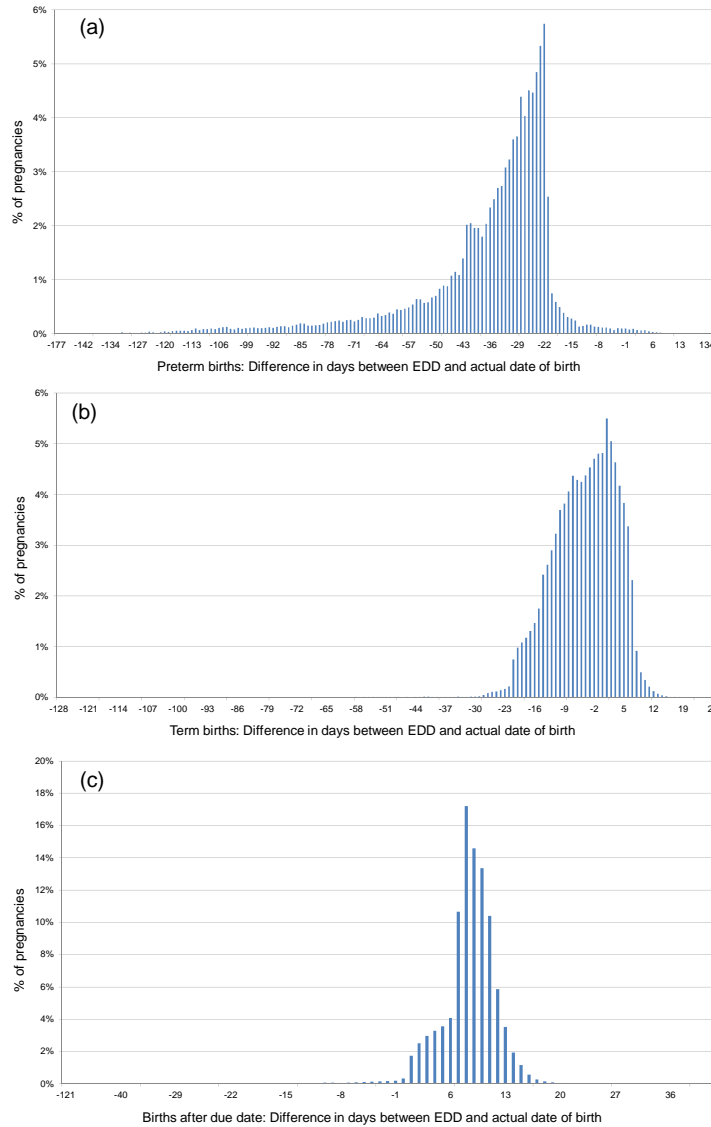 (a)
6%
5%
4%
3%
2%
1%
0%
% of pregnancies
-177 -142 -134 -127 -120 -113 -106 -99 -92 -85 -78 -71 -64 -57 -50 -43 -36 -29 -22 -15 -8 -1 6 13 134
Preterm births: Difference in days between EDD and actual date of birth
(b)
6%
5%
4%
3%
2%
1%
0%
% of pregnancies
-128 -121 -114 -107 -100 -93 -86 -79 -72 -65 -58 -51 -44 -37 -30 -23 -16 -9 -2 5 12 19 26
Term births: Difference in days between EDD and actual date of birth
(c)
20%
18%
16%
14%
12%
10%
8%
6%
4%
2%
0%
% of pregnancies
-121 -40 -29 -22 -15 -8 -1 6 13 20 27 36
Births after due date: Difference in days between EDD and actual date of birth